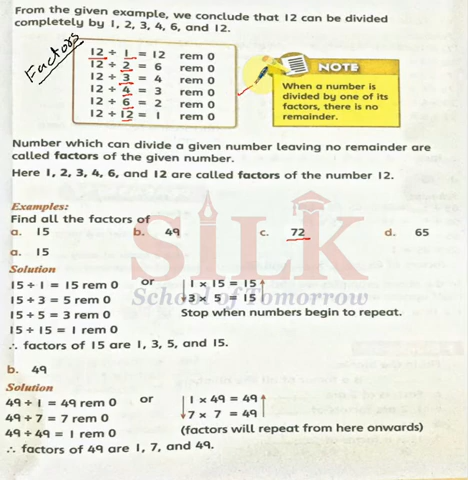 From the given example, we conclude that 12 can be divided
completely by 1, 2, 3, 4, 6, and 12.
Factors
12 ÷ 1 = 12 rem 0
12 ÷ 2 = 6 rem 0
12 ÷ 3 = 4 rem 0
12 ÷ 4 = 3 rem 0
12 ÷ 6 = 2 rem 0
12 ÷ 12 = 1 rem 0
NOTE
When a number is
divided by one of its
factors, there is no
remainder.
Number which can divide a given number leaving no remainder are
called factors of the given number.
Here 1, 2, 3, 4, 6, and 12 are called factors of the number 12.
Examples:
Find all the factors of
a. 15 b. 49 c. 72 d. 65
SILK
School of Tomorrow
a. 15
Solution
15 ÷ 1 = 15 rem 0 or 1 × 15 = 15
15 ÷ 3 = 5 rem 0 3 × 5 = 15
15 ÷ 5 = 3 rem 0 Stop when numbers begin to repeat.
15 ÷ 15 = 1 rem 0
∴ factors of 15 are 1, 3, 5, and 15.
b. 49
Solution
49 ÷ 1 = 49 rem 0 or 1 × 49 = 49
49 ÷ 7 = 7 rem 0 7 × 7 = 49
49 ÷ 49 = 1 rem 0 (factors will repeat from here onwards)
∴ factors of 49 are 1, 7, and 49.